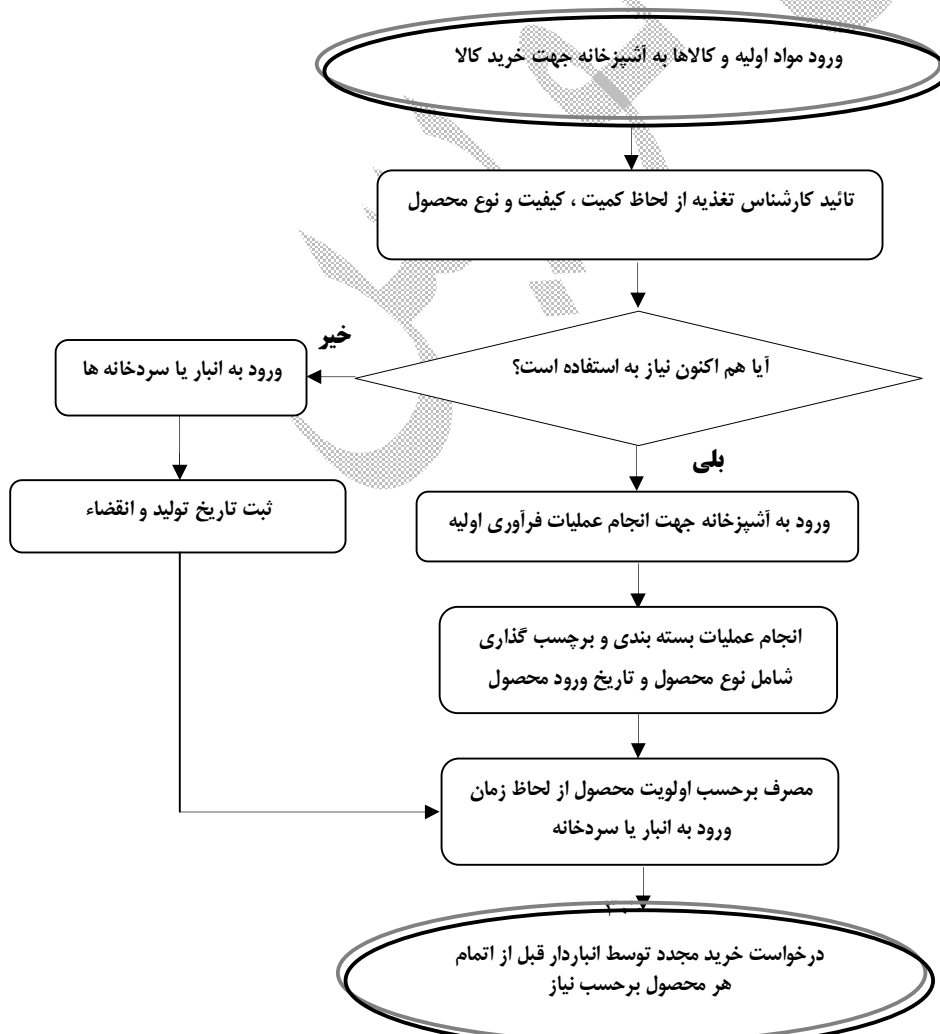 ورود مواد اولیه و کالاها به آشپزخانه جهت خرید کالا
تائید کارشناس تغذیه از لحاظ کمیت ، کیفیت و نوع محصول
آیا هم اکنون نیاز به استفاده است؟
خیر
ورود به انبار یا سردخانه ها
ثبت تاریخ تولید و انقضاء
بلی
ورود به آشپزخانه جهت انجام عملیات فرآوری اولیه
انجام عملیات بسته بندی و برچسب گذاری
شامل نوع محصول و تاریخ ورود محصول
مصرف برحسب اولویت محصول از لحاظ زمان
ورود به انبار یا سردخانه
درخواست خرید مجدد توسط انباردار قبل از اتمام
هر محصول برحسب نیاز